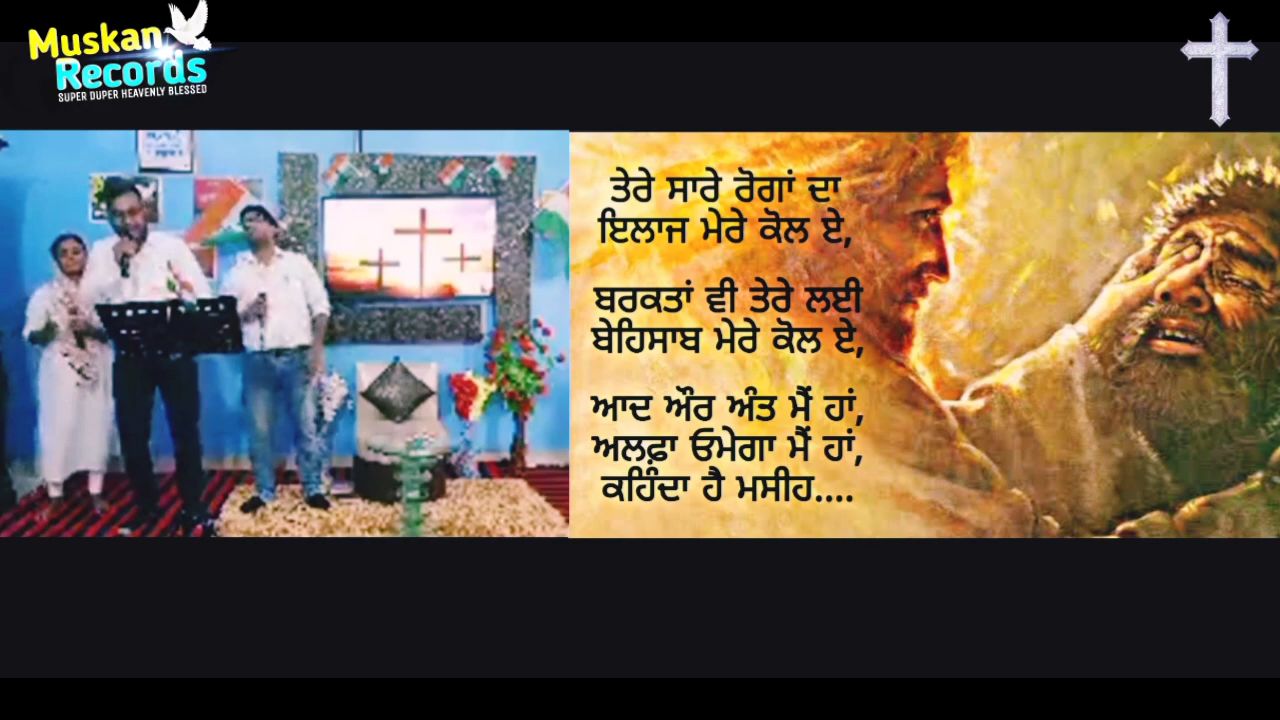 Muskan
Records
SUPER DUPER HEAVENLY BLESSED
ਤੇਰੇ ਸਾਰੇ ਰੋਗਾਂ ਦਾ
ਇਲਾਜ ਮੇਰੇ ਕੋਲ ਏ,
ਬਰਕਤਾਂ ਵੀ ਤੇਰੇ ਲਈ
ਬੇਹਿਸਾਬ ਮੇਰੇ ਕੋਲ ਏ,
ਆਦ ਔਰ ਅੰਤ ਮੈਂ ਹਾਂ,
ਅਲਫ਼ਾ ਓਮੇਗਾ ਮੈਂ ਹਾਂ,
ਕਹਿੰਦਾ ਹੈ ਮਸੀਹ....